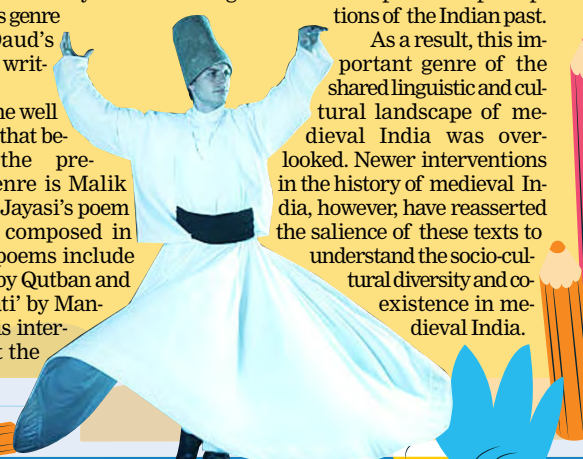 s genre
Daud's
writ-
ne well
that be-
the pre-
enre is Malik
Jayasi's poem
composed in
poems include
by Qutban and
ti' by Man-
is inter-
t the
tions of the Indian past.
As a result, this im-
portant genre of the
shared linguistic and cul-
tural landscape of me-
dieval India was over-
looked. Newer interventions
in the history of medieval In-
dia, however, have reasserted
the salience of these texts to
understand the socio-cul-
tural diversity and co-
existence in me-
dieval India.